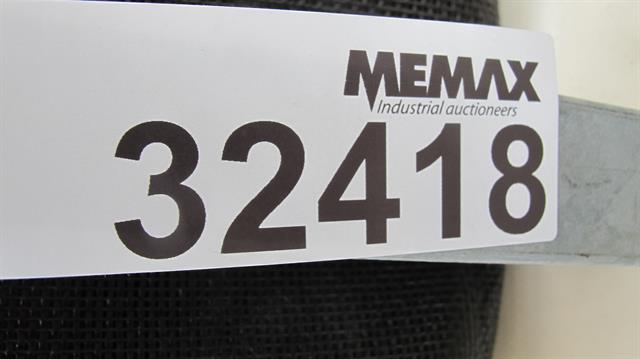 MEMAX
Industrial auctioneers
32418